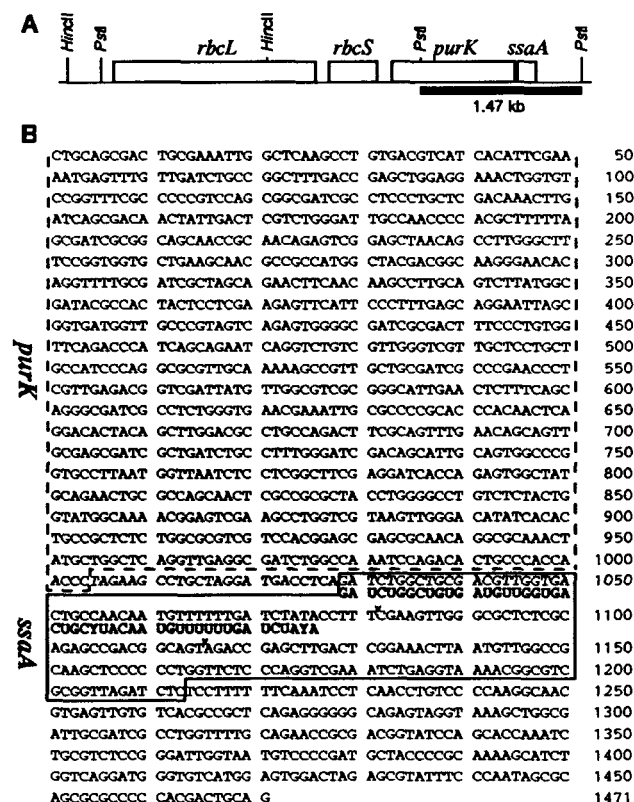 A
HincII PstI rbcL HincII rbcS PstI purK ssaA PstI
1.47 kb
B
CTGCAGCGAC TGCGAAATTG GCTCAAGCCT GTGACGTCAT CACATTCGAA 50
AATGAGTTTG TTGATCTGCC GGCTTTGACC GAGCTGGAGG AAACTGGTGT 100
CCGGTTTCGC CCCCGTCCAG CGGCGATCGC CTCCCTGCTC GACAAACTTG 150
ATCAGCGACA ACTATTGACT CGTCTGGGAT TGCCAACCCC ACGCTTTTTA 200
GCGATCGCGG CAGCAACCGC AACAGAGTCG GAGCTAACAG CCTTGGGCTT 250
TCCGGTGGTG CTGAAGCAAC GCCGCCATGG CTACGACGGC AAGGGAACAC 300
AGGTTTTGCG ATCGCTAGCA GAACTTCAAC AAGCCTTGCA GTCTTATGGC 350
GATACGCCAC TACTCCTCGA AGAGTTCATT CCCTTTGAGC AGGAATTAGC 400
GGTGATGGTT GCCCGTAGTC AGAGTGGGGC GATCGCGACT TTCCCTGTGG 450
TTCAGACCCA TCAGCAGAAT CAGGTCTGTC GTTGGGTCGT TGCTCCTGCT 500
GCCATCCCAG GCGCGTTGCA AAAAGCCGTT GCTGCGATCG CCCGAACCCT 550
CGTTGAGACG GTCGATTATG TTGGCGTCGC GGGCATTGAA CTCTTTCAGC 600
AGGGCGATCG CCTCTGGGTG AACGAAATTG CGCCCCGCAC CCACAACTCA 650
GGACACTACA GCTTGGACGC CTGCCAGACT TCGCAGTTTG AACAGCAGTT 700
GCGAGCGATC GCTGATCTGC CTTTGGGATC GACAGCATTG CAGTGGCCCG 750
GTGCCTTAAT GGTTAATCTC CTCGGCTTCG AGGATCACCA GAGTGGCTAT 800
GCAGAACTGC GCCAGCAACT CGCCGCGCTA CCTGGGGCCT GTCTCTACTG 850
GTATGGCAAA ACGGAGTCGA AGCCTGGTCG TAAGTTGGGA CATATCACAC 900
TGCCGCTCTC TGGCGCGTCG TCCACGGAGC GAGCGCAACA GGCGCAAACT 950
ATGCTGGCTC AGGTTGAGGC GATCTGGCCA AATCCAGACA CTGCCCACCA 1000
ACCCTAGAAG CCTGCTAGGA TGACCTCAGA TCTGGCTGCG ACGTTGGTGA 1050
GA UCUGGCUGUG AUGUUGGUGA
CTGCCAACAA TGTTTTTTGA TCTATACCTT TCGAAGTTGG GCGCTCTCGC 1100
CUGCYUACAA UGUUUUUUGA UCUAYA
AGAGCCGACG GCAGTAGACC GAGCTTGACT CGGAAACTTA ATGTTGGCCG 1150
CAAGCTCCCC CCTGGTTCTC CCAGGTCGAA ATCTGAGGTA AAACGGCGTC 1200
GCGGTTAGAT CTCTCCTTTT TTCAAATCCT CAACCTGTCC CCAAGGCAAC 1250
GTGAGTTGTG TCACGCCGCT CAGAGGGGGG CAGAGTAGGT AAAGCTGGCG 1300
ATTGCGATCG CCTGGTTTTG CAGAACCGCG ACGGTATCCA GCACCAAATC 1350
TGCGTCTCCG GGATTGGTAA TGTCCCCGAT GCTACCCCGC AAAAGCATCT 1400
GGTCAGGATG GGTGTCATGG AGTGGACTAG AGCGTATTTC CCAATAGCGC 1450
AGCGCGCCCC CACGACTGCA G 1471
purK
ssaA